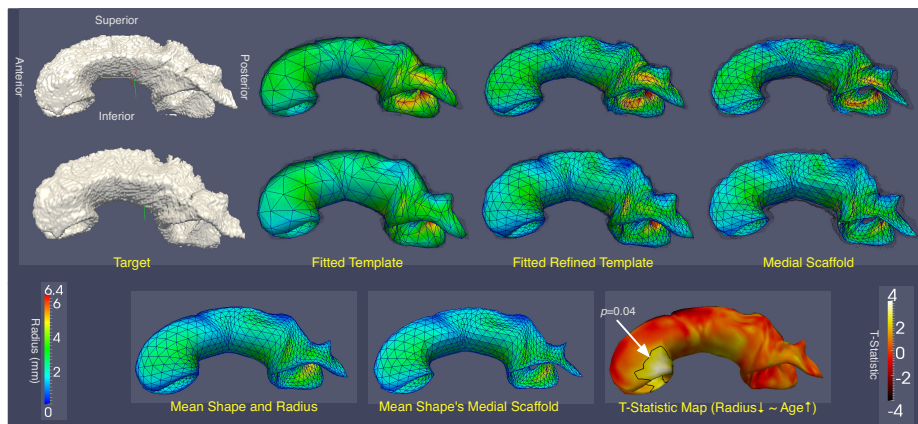 Superior
Anterior
Posterior
Inferior
Target
Fitted Template
Fitted Refined Template
Medial Scaffold
6.4
6
4
2
0
Radius (mm)
p=0.04
4
2
0
-2
-4
T-Statistic
Mean Shape and Radius
Mean Shape's Medial Scaffold
T-Statistic Map (Radius↓ ~ Age↑)